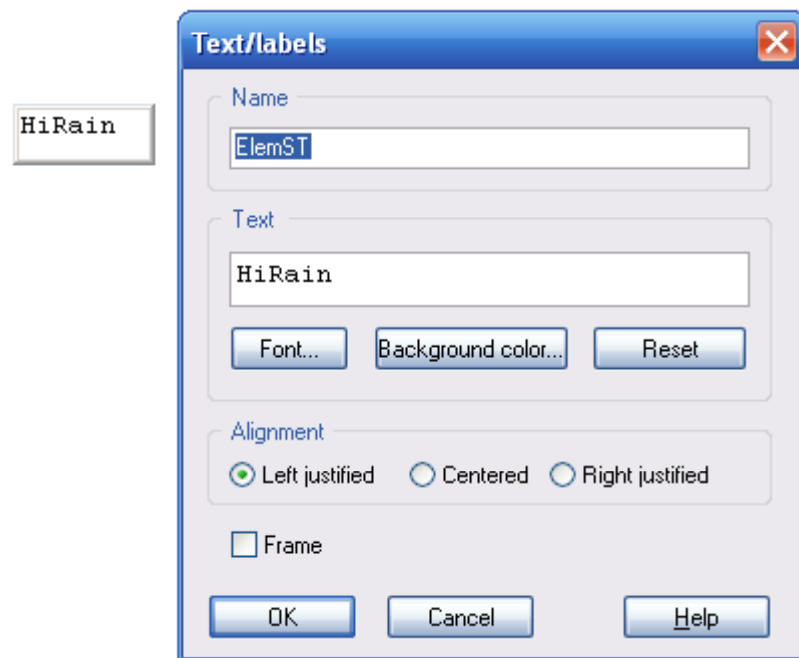 Text/labels
HiRain
Name
ElemST
Text
HiRain
Font... Background color... Reset
Alignment
Left justified Centered Right justified
Frame
OK Cancel Help